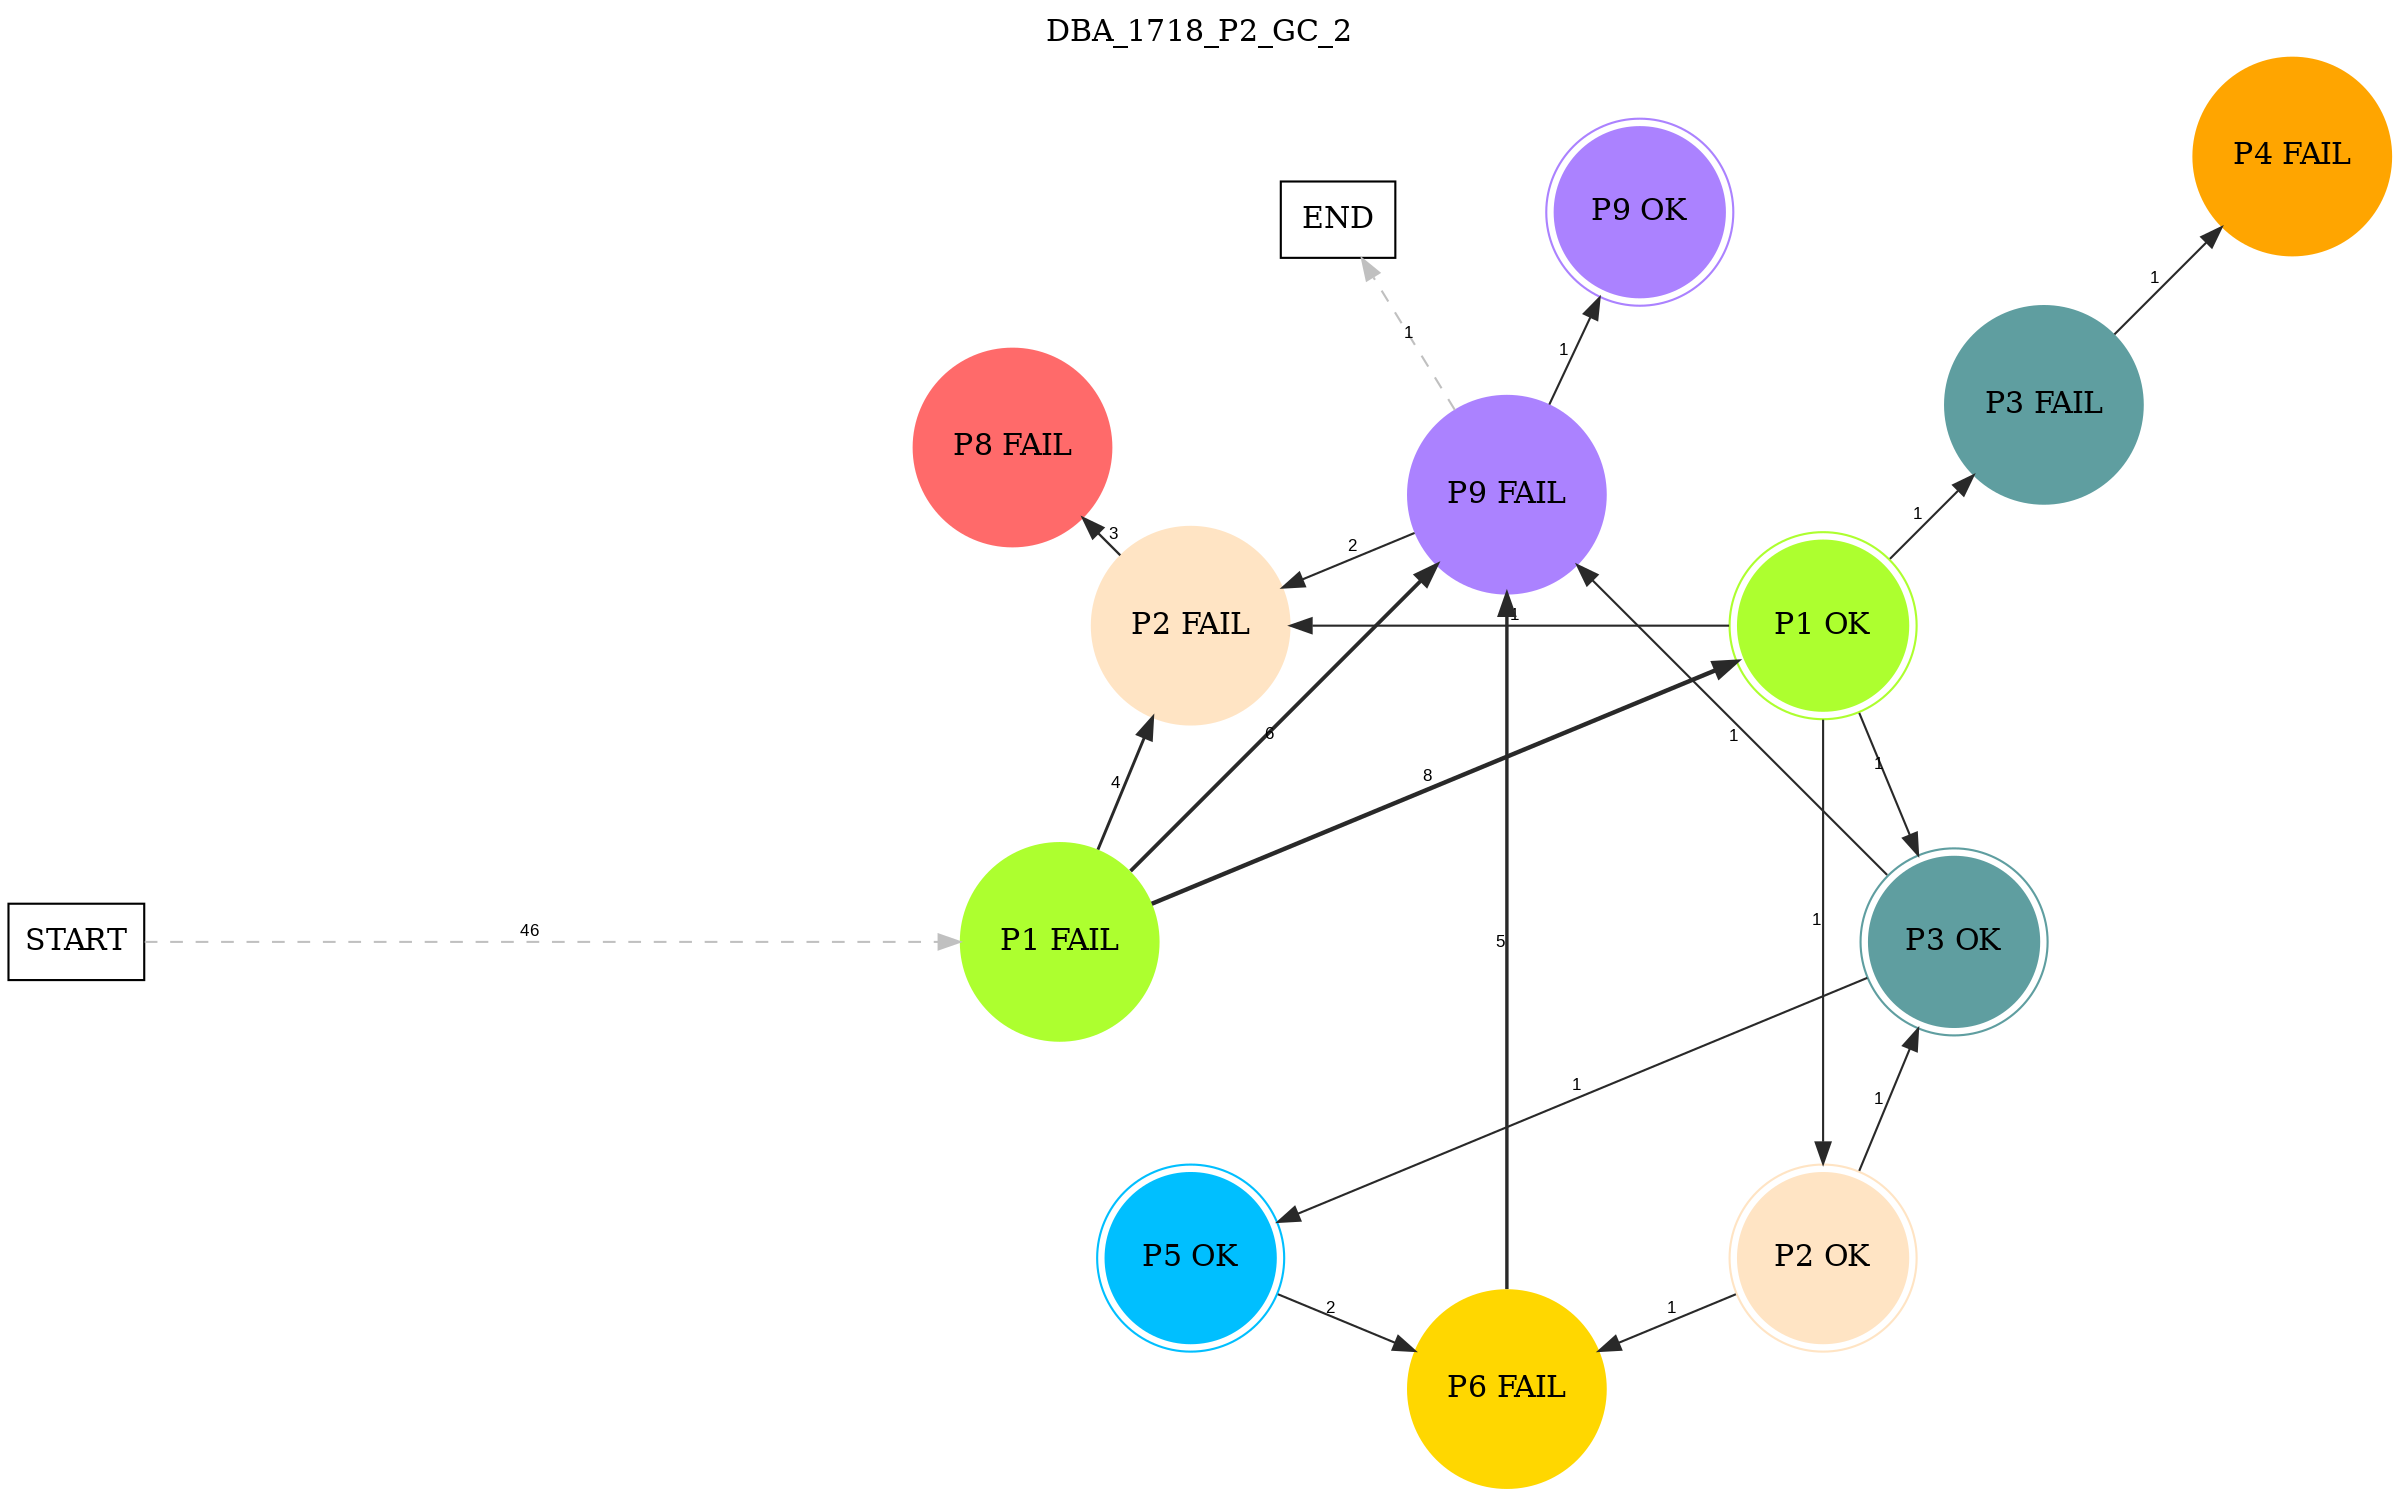 DBA_1718_P2_GC_2
P4 FAIL
P9 OK
END
1
1
1
P3 FAIL
P8 FAIL
P9 FAIL
1
3
2
P2 FAIL
1
P1 OK
6
1
4
8
1
START
46
P1 FAIL
5
1
P3 OK
1
1
P5 OK
P2 OK
2
1
P6 FAIL